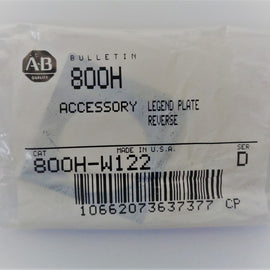 A-B
QUALITY
BULLETIN
800H
ACCESSORY LEGEND PLATE
REVERSE
CAT
MADE IN U.S.A.
SER
800H-W122
D
10662073637377 CP